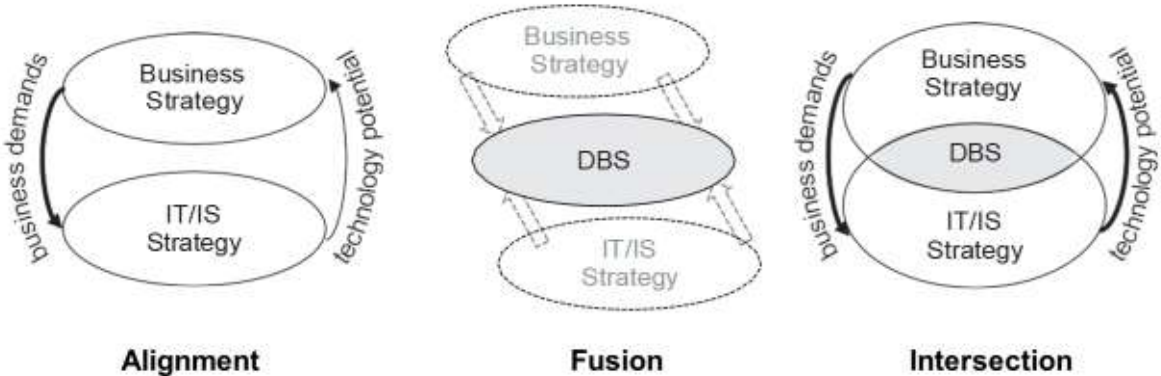 business demands
Business
Strategy
technology potential
IT/IS
Strategy
Alignment
Business
Strategy
DBS
IT/IS
Strategy
Fusion
business demands
Business
Strategy
technology potential
DBS
IT/IS
Strategy
Intersection